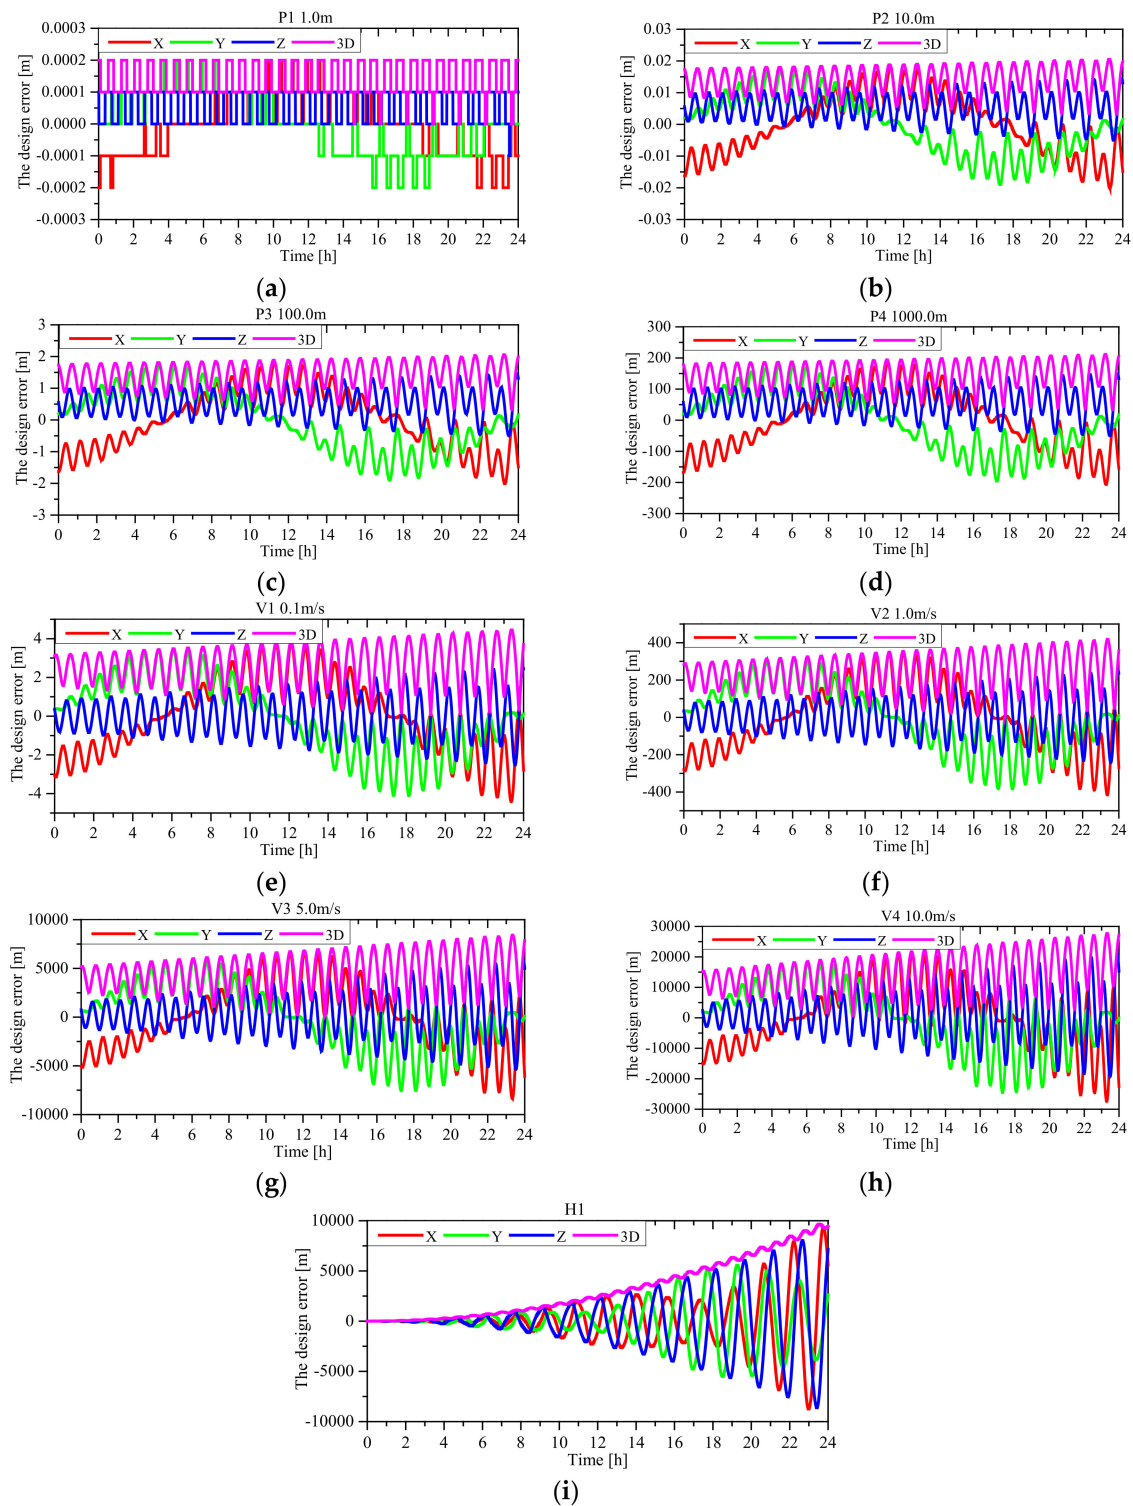 P1 1.0m
X Y Z 3D
The design error [m]
0.0003
0.0002
0.0001
0.0000
-0.0001
-0.0002
-0.0003
0 2 4 6 8 10 12 14 16 18 20 22 24
Time [h]
(a)
P2 10.0m
X Y Z 3D
The design error [m]
0.03
0.02
0.01
0.00
-0.01
-0.02
-0.03
0 2 4 6 8 10 12 14 16 18 20 22 24
Time [h]
(b)
P3 100.0m
X Y Z 3D
The design error [m]
3
2
1
0
-1
-2
-3
0 2 4 6 8 10 12 14 16 18 20 22 24
Time [h]
(c)
P4 1000.0m
X Y Z 3D
The design error [m]
300
200
100
0
-100
-200
-300
0 2 4 6 8 10 12 14 16 18 20 22 24
Time [h]
(d)
V1 0.1m/s
X Y Z 3D
The design error [m]
4
2
0
-2
-4
0 2 4 6 8 10 12 14 16 18 20 22 24
Time [h]
(e)
V2 1.0m/s
X Y Z 3D
The design error [m]
400
200
0
-200
-400
0 2 4 6 8 10 12 14 16 18 20 22 24
Time [h]
(f)
V3 5.0m/s
X Y Z 3D
The design error [m]
10000
5000
0
-5000
-10000
0 2 4 6 8 10 12 14 16 18 20 22 24
Time [h]
(g)
V4 10.0m/s
X Y Z 3D
The design error [m]
30000
20000
10000
0
-10000
-20000
-30000
0 2 4 6 8 10 12 14 16 18 20 22 24
Time [h]
(h)
H1
X Y Z 3D
The design error [m]
10000
5000
0
-5000
-10000
0 2 4 6 8 10 12 14 16 18 20 22 24
Time [h]
(i)